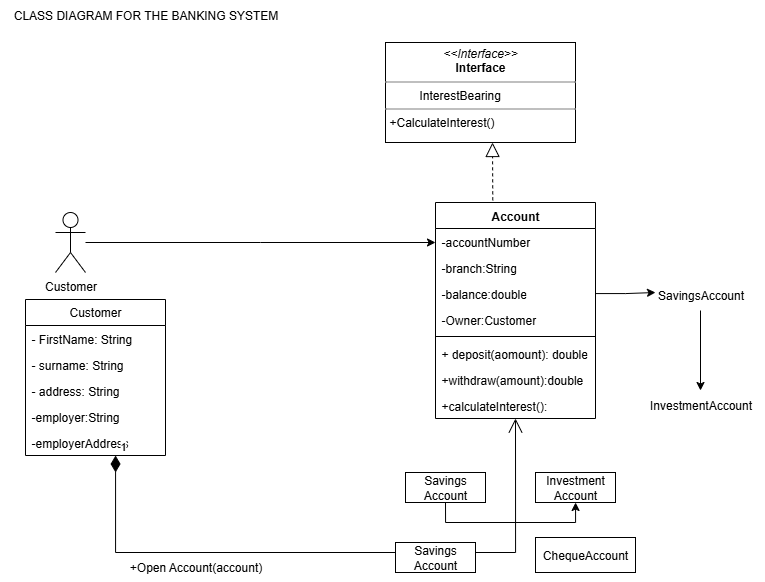 CLASS DIAGRAM FOR THE BANKING SYSTEM
<<Interface>>
Interface
InterestBearing
+CalculateInterest()
Account
-accountNumber
-branch:String
-balance:double
-Owner:Customer
+ deposit(aomount): double
+withdraw(amount):double
+calculateInterest():
Customer
Customer
- FirstName: String
- surname: String
- address: String
-employer:String
-employerAddress
1
SavingsAccount
InvestmentAccount
Savings
Account
Investment
Account
Savings
Account
ChequeAccount
+Open Account(account)